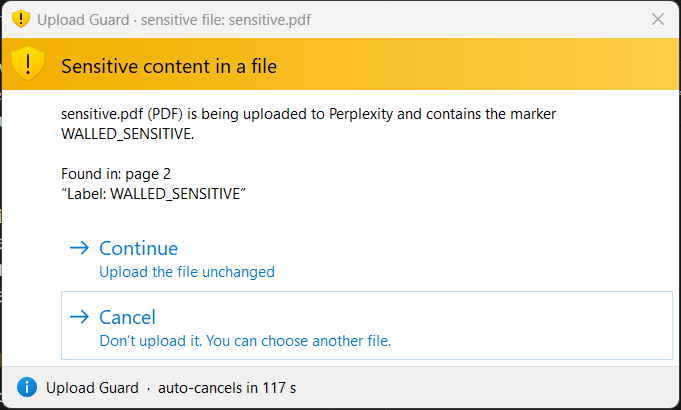 Upload Guard · sensitive file: sensitive.pdf
Sensitive content in a file
sensitive.pdf (PDF) is being uploaded to Perplexity and contains the marker
WALLED_SENSITIVE.
Found in: page 2
“Label: WALLED_SENSITIVE”
Continue
Upload the file unchanged
Cancel
Don’t upload it. You can choose another file.
Upload Guard · auto-cancels in 117 s